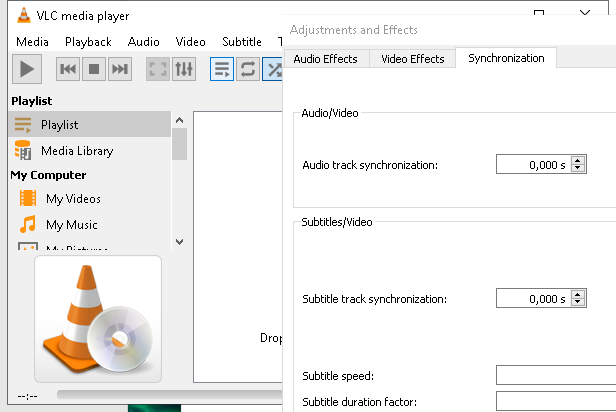 VLC media player
Media Playback Audio Video Subtitle
Playlist
Playlist
Media Library
My Computer
My Videos
My Music
My Pictures
--:--
Adjustments and Effects
Audio Effects Video Effects Synchronization
Audio/Video
Audio track synchronization: 0,000 s
Subtitles/Video
Subtitle track synchronization: 0,000 s
Subtitle speed:
Subtitle duration factor: